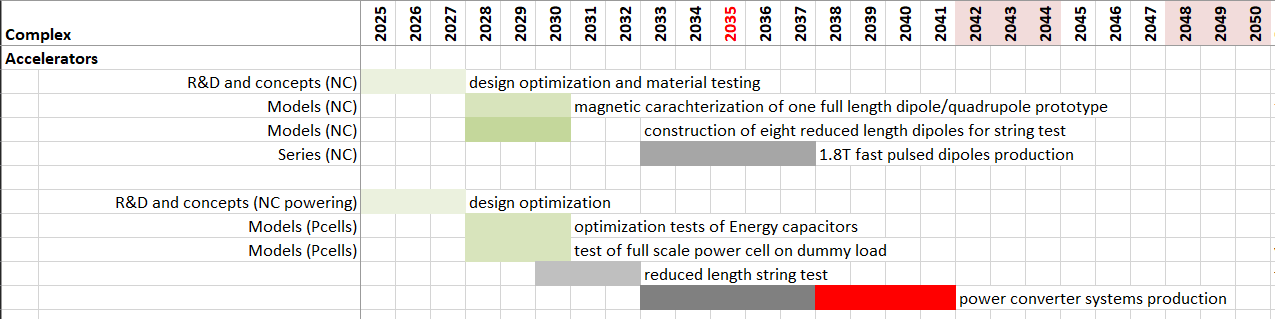 Complex 2025 2026 2027 2028 2029 2030 2031 2032 2033 2034 2035 2036 2037 2038 2039 2040 2041 2042 2043 2044 2045 2046 2047 2048 2049 2050
Accelerators
R&D and concepts (NC) design optimization and material testing
Models (NC) magnetic carachterization of one full length dipole/quadrupole prototype
Models (NC) construction of eight reduced length dipoles for string test
Series (NC) 1.8T fast pulsed dipoles production
R&D and concepts (NC powering) design optimization
Models (Pcells) optimization tests of Energy capacitors
Models (Pcells) test of full scale power cell on dummy load
reduced length string test
power converter systems production